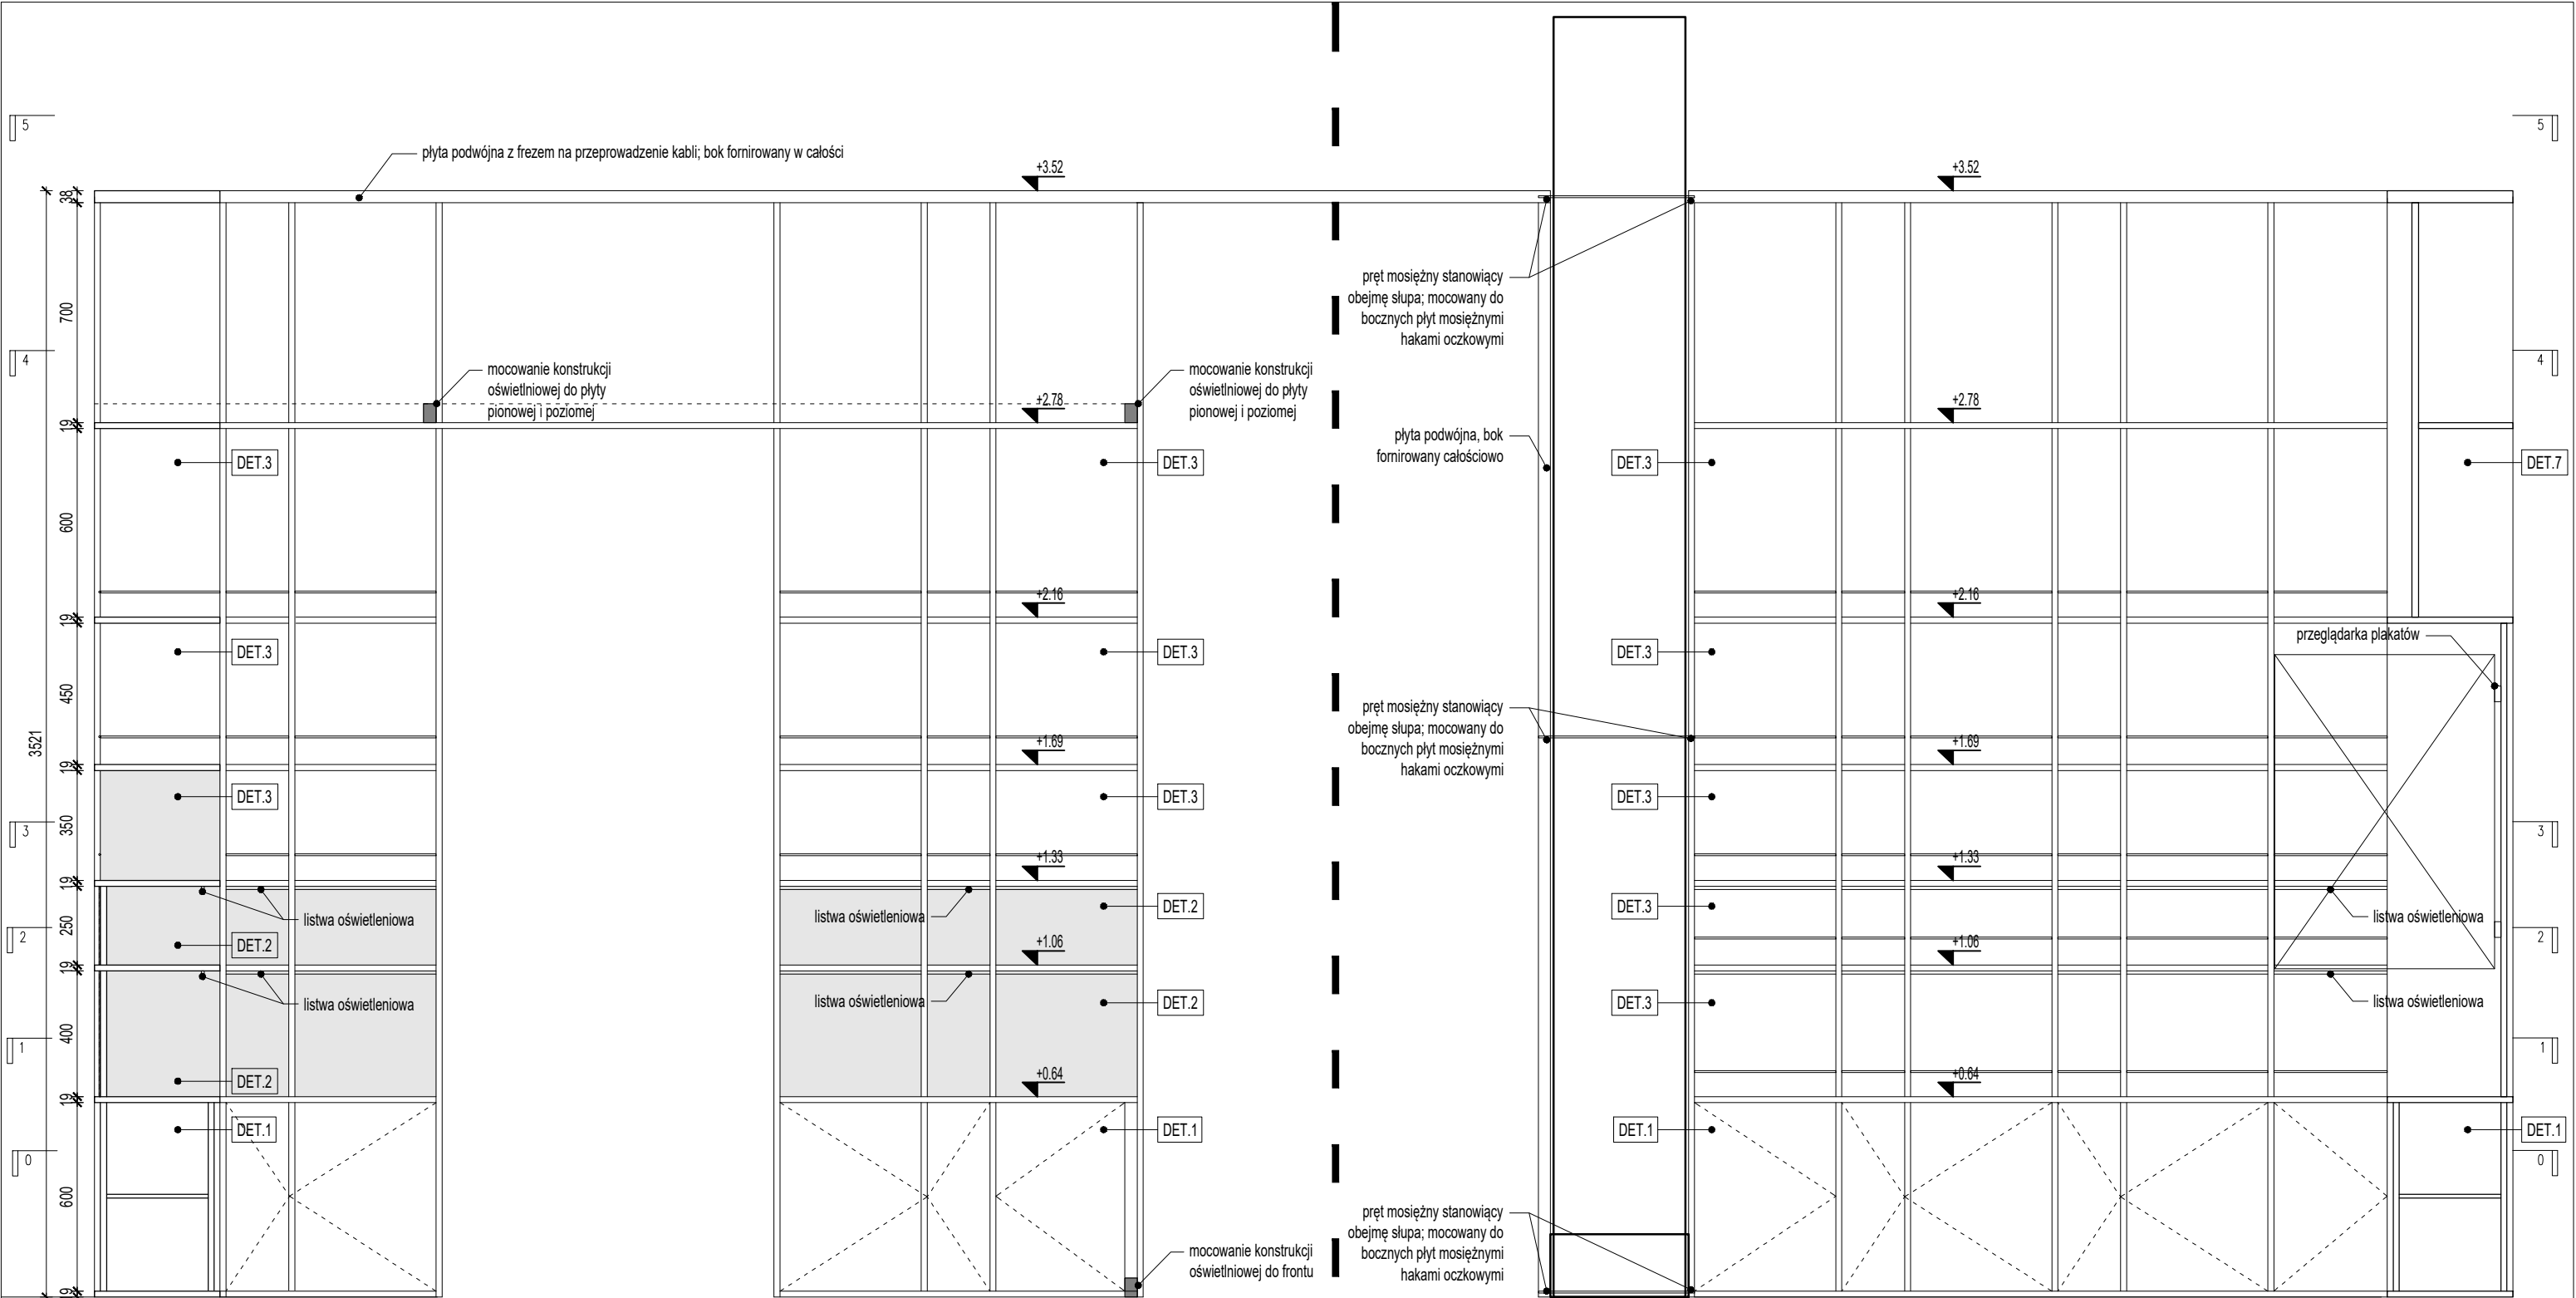 5
5
płyta podwójna z frezem na przeprowadzenie kabli; bok fornirowany w całości
+3.52
+3.52
38
pręt mosiężny stanowiący
obejmę słupa; mocowany do
bocznych płyt mosiężnymi
hakami oczkowymi
700
4
4
mocowanie konstrukcji
oświetlniowej do płyty
pionowej i poziomej
mocowanie konstrukcji
oświetlniowej do płyty
pionowej i poziomej
+2.78
+2.78
19
płyta podwójna, bok
fornirowany całościowo
DET.3
DET.3
DET.3
DET.7
600
+2.16
+2.16
19
przeglądarka plakatów
DET.3
DET.3
DET.3
450
pręt mosiężny stanowiący
obejmę słupa; mocowany do
bocznych płyt mosiężnymi
hakami oczkowymi
3521
+1.69
+1.69
19
DET.3
DET.3
DET.3
350
3
3
+1.33
+1.33
19
listwa oświetleniowa
listwa oświetleniowa
DET.2
DET.3
listwa oświetleniowa
250
2
2
DET.2
+1.06
+1.06
19
listwa oświetleniowa
listwa oświetleniowa
DET.2
DET.3
listwa oświetleniowa
400
1
1
DET.2
+0.64
+0.64
19
DET.1
DET.1
DET.1
DET.1
0
0
600
pręt mosiężny stanowiący
obejmę słupa; mocowany do
bocznych płyt mosiężnymi
hakami oczkowymi
mocowanie konstrukcji
oświetlniowej do frontu
19